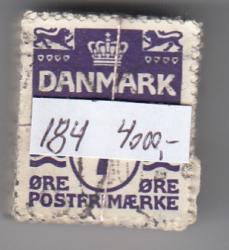 DANMARK
184 4000,-
ØRE ØRE
POSTFRIMÆRKE